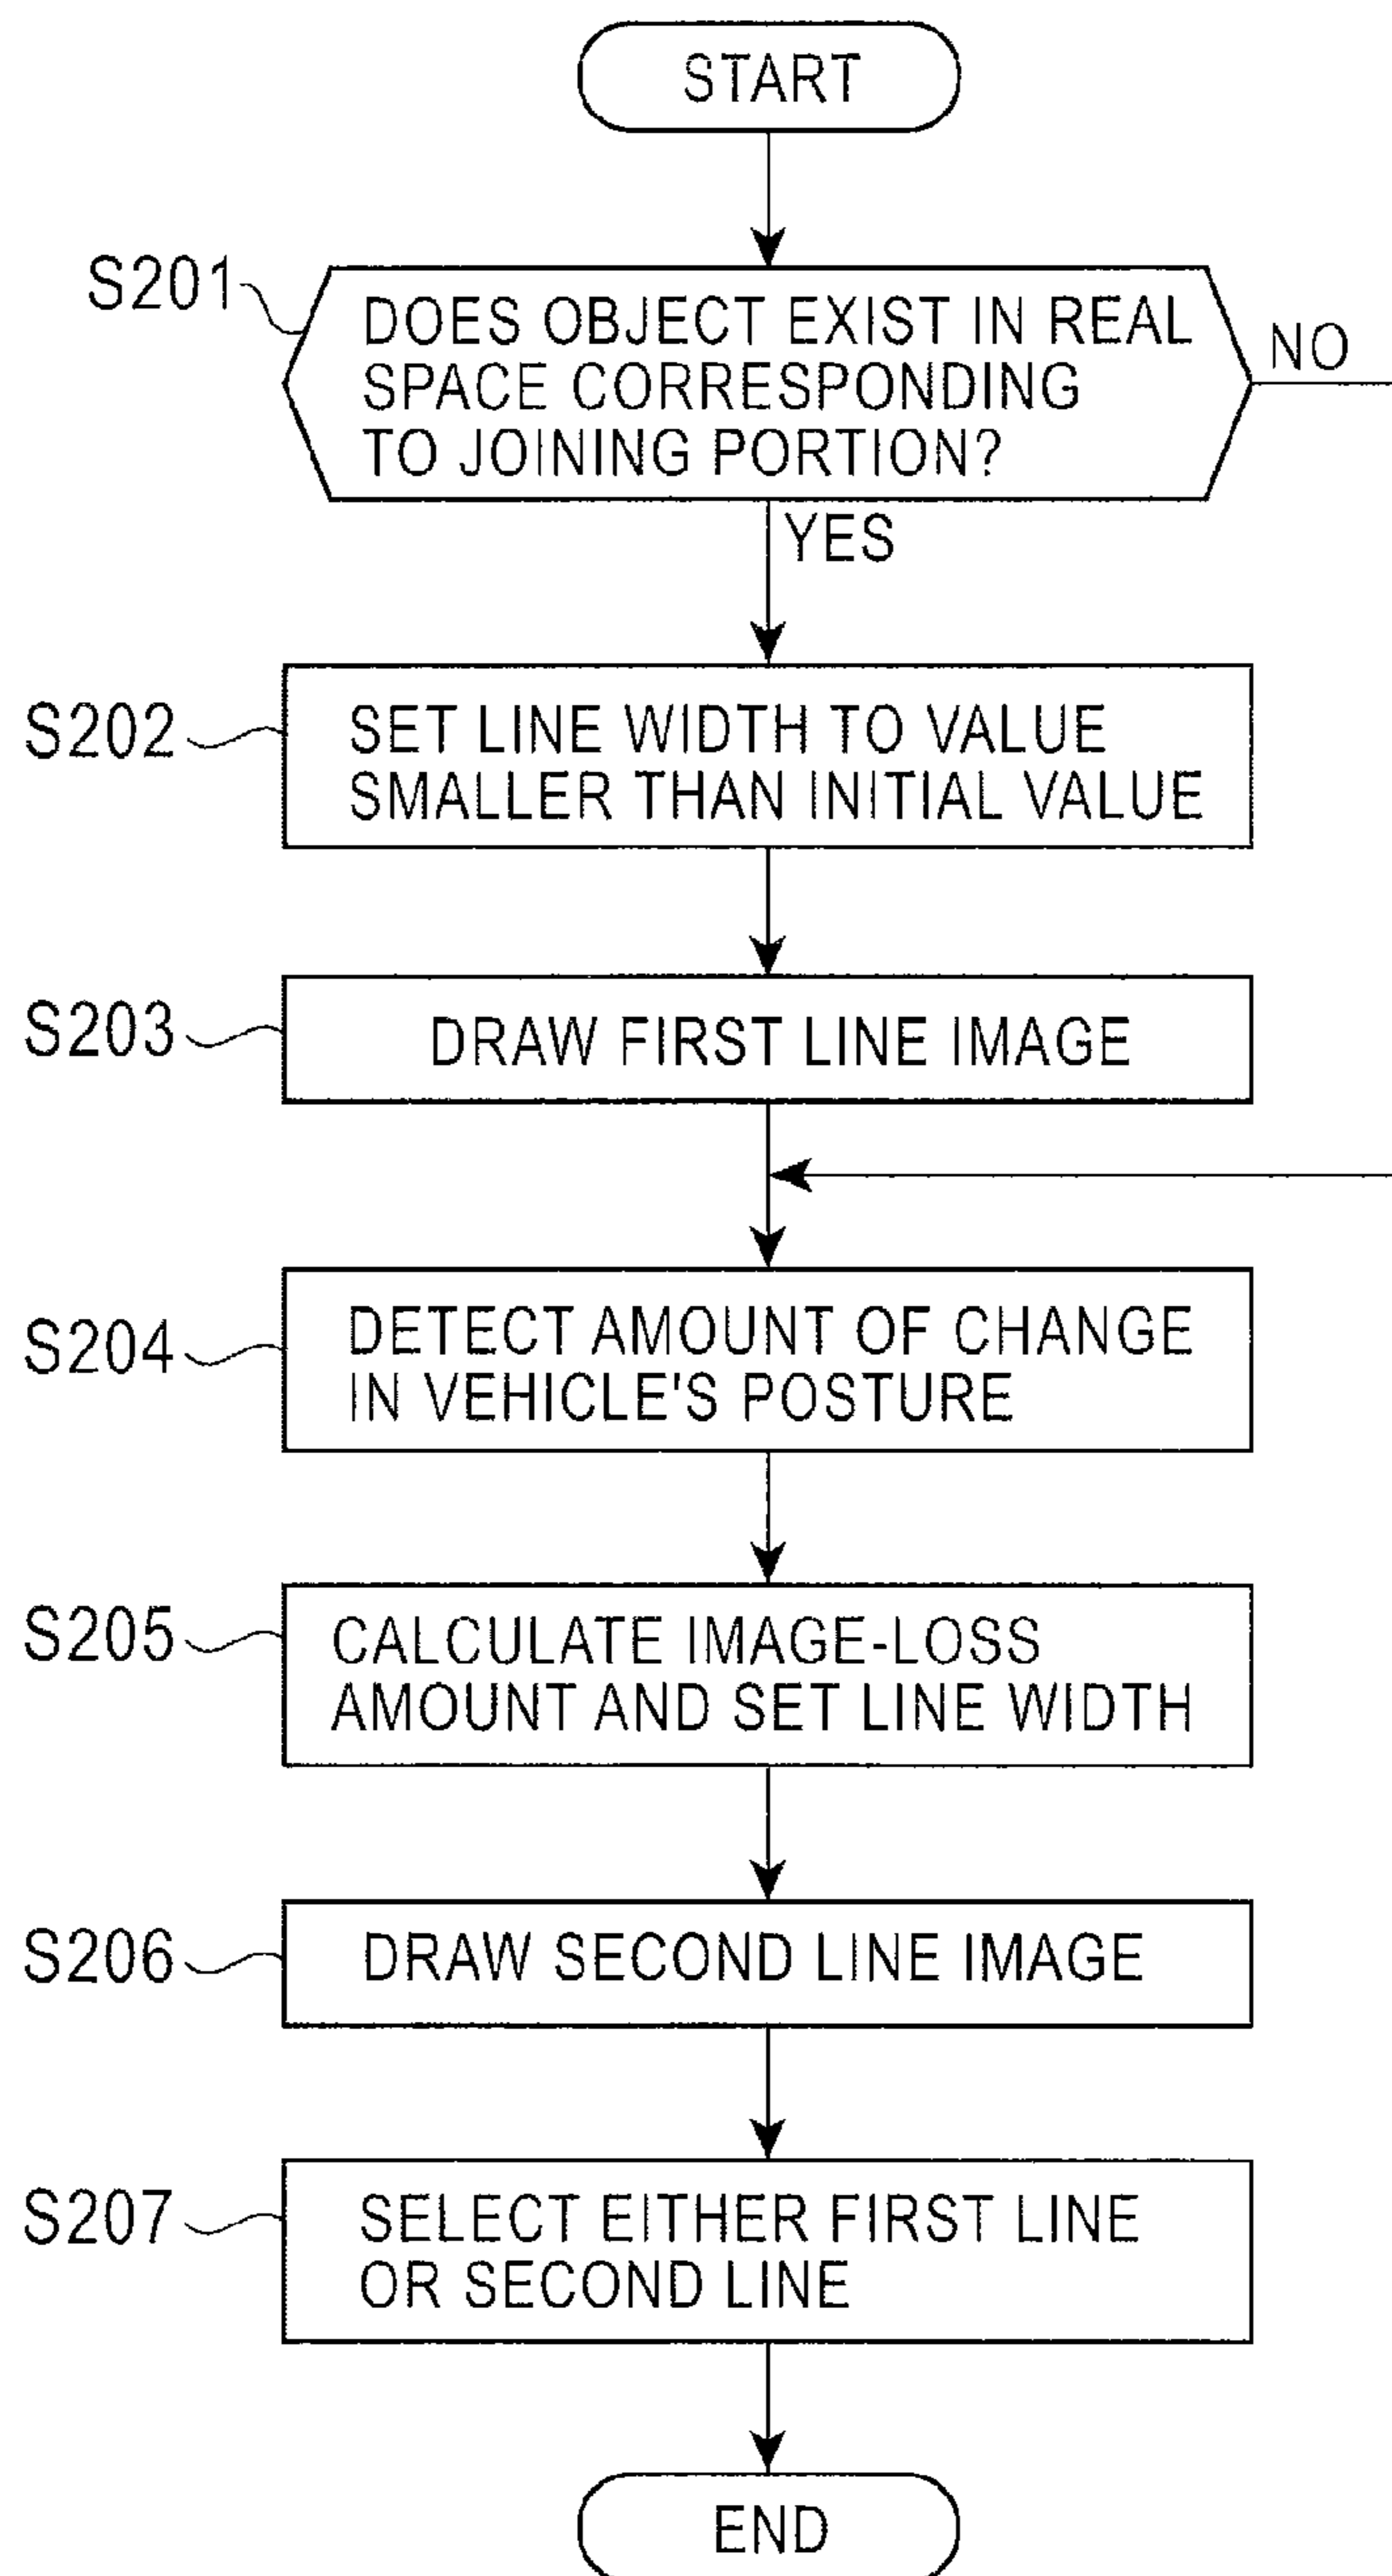 START
S201
DOES OBJECT EXIST IN REAL
SPACE CORRESPONDING
TO JOINING PORTION?
NO
YES
S202
SET LINE WIDTH TO VALUE
SMALLER THAN INITIAL VALUE
S203
DRAW FIRST LINE IMAGE
S204
DETECT AMOUNT OF CHANGE
IN VEHICLE'S POSTURE
S205
CALCULATE IMAGE-LOSS
AMOUNT AND SET LINE WIDTH
S206
DRAW SECOND LINE IMAGE
S207
SELECT EITHER FIRST LINE
OR SECOND LINE
END